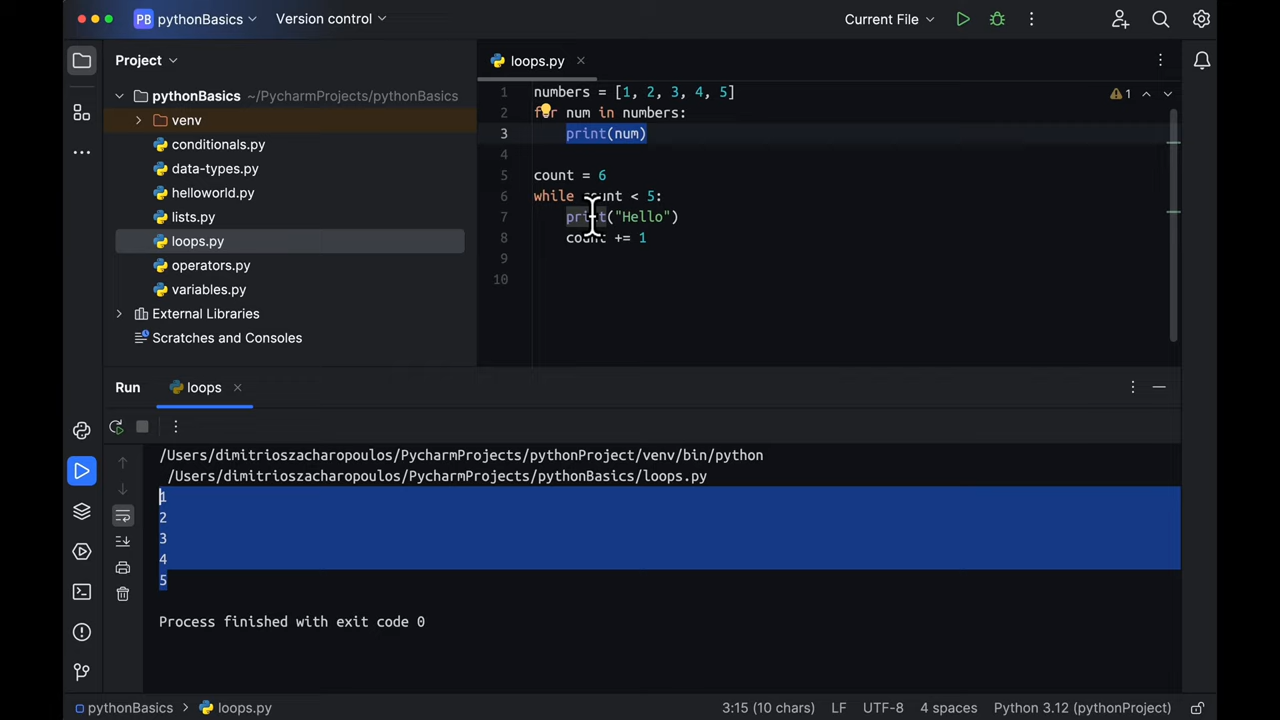 PB pythonBasics Version control Current File
Project
loops.py
pythonBasics ~/PycharmProjects/pythonBasics
venv
conditionals.py
data-types.py
helloworld.py
lists.py
loops.py
operators.py
variables.py
External Libraries
Scratches and Consoles
1 numbers = [1, 2, 3, 4, 5]
2 for num in numbers:
3 print(num)
4
5 count = 6
6 while count < 5:
7 print("Hello")
8 count += 1
9
10
1
Run loops
/Users/dimitrioszacharopoulos/PycharmProjects/pythonProject/venv/bin/python
/Users/dimitrioszacharopoulos/PycharmProjects/pythonBasics/loops.py
1
2
3
4
5
Process finished with exit code 0
pythonBasics > loops.py 3:15 (10 chars) LF UTF-8 4 spaces Python 3.12 (pythonProject)